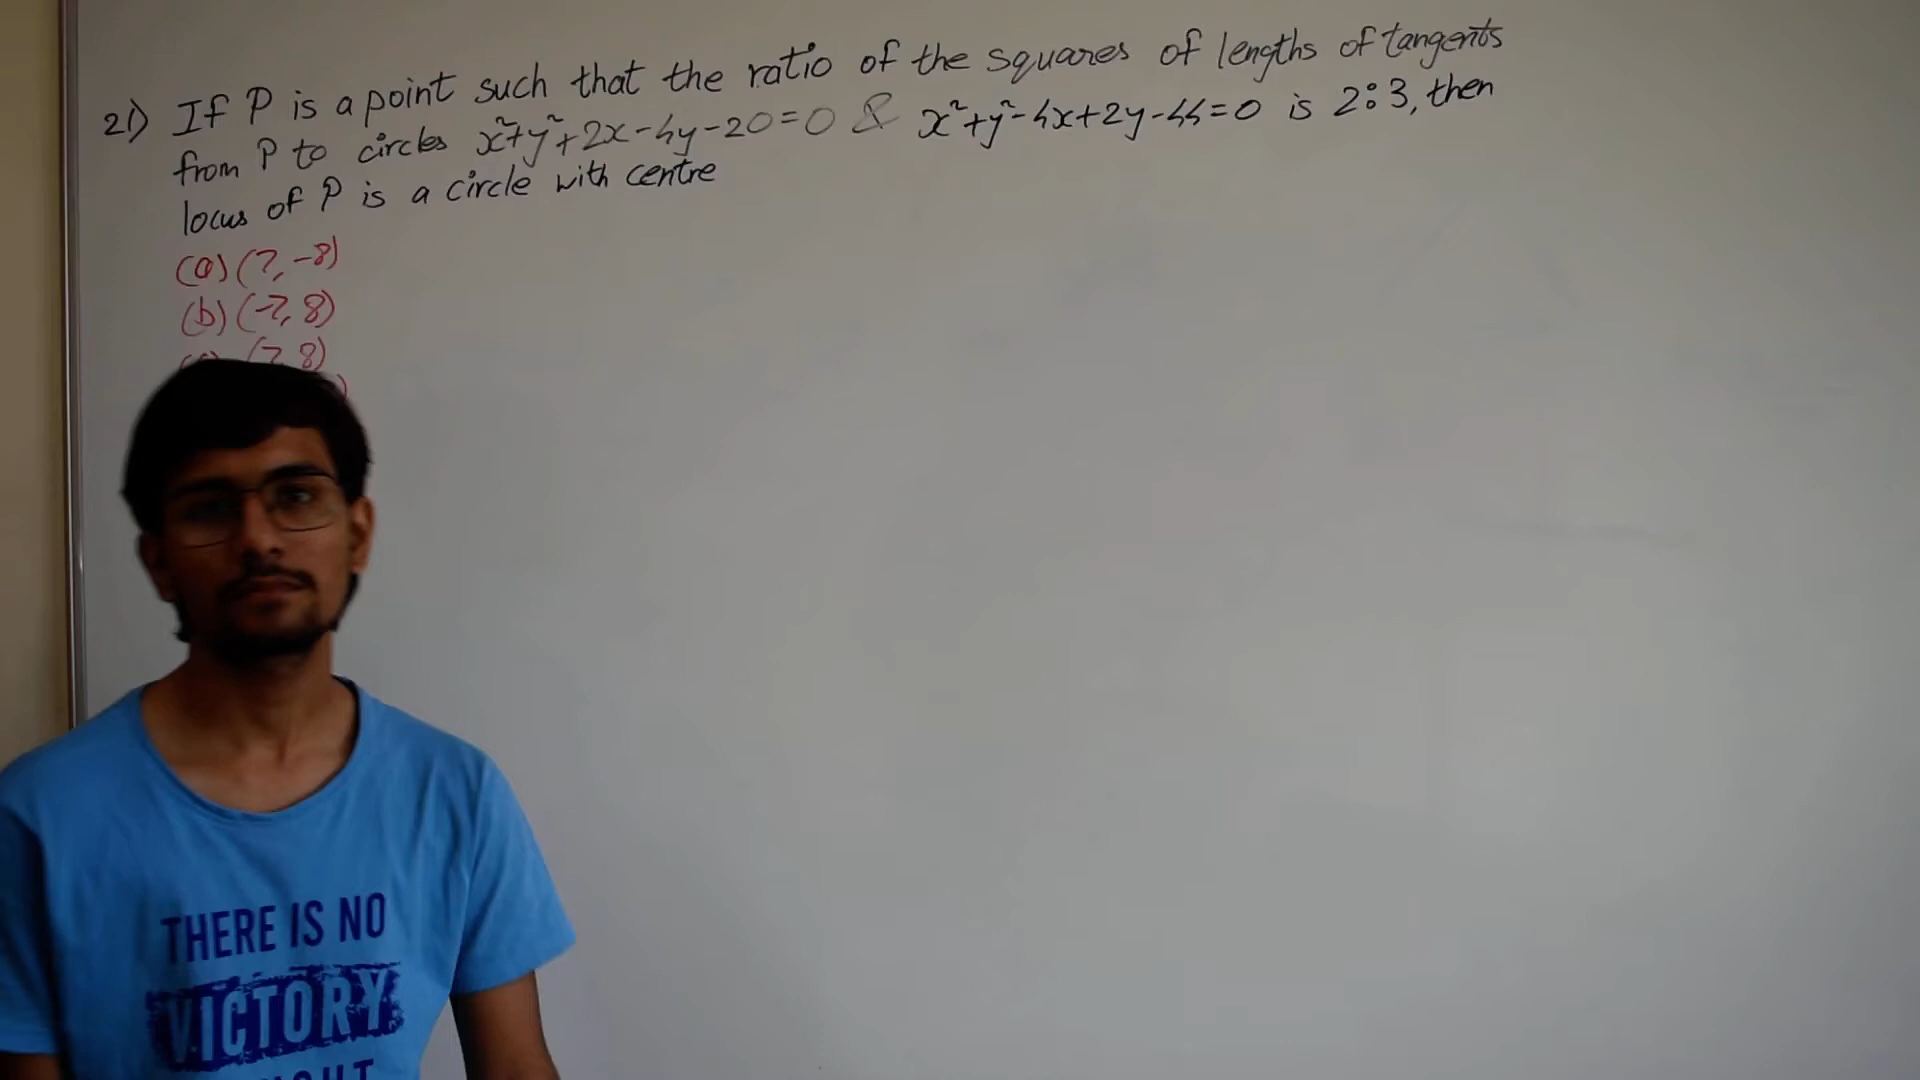 21) If P is a point such that the ratio of the squares of lengths of tangents
from P to circles x²+y²+2x-4y-20=0 & x²+y²-4x+2y-44=0 is 2:3, then
locus of P is a circle with centre
(a) (7, -8)
(b) (-7, 8)
(7, 8)
THERE IS NO
VICTORY